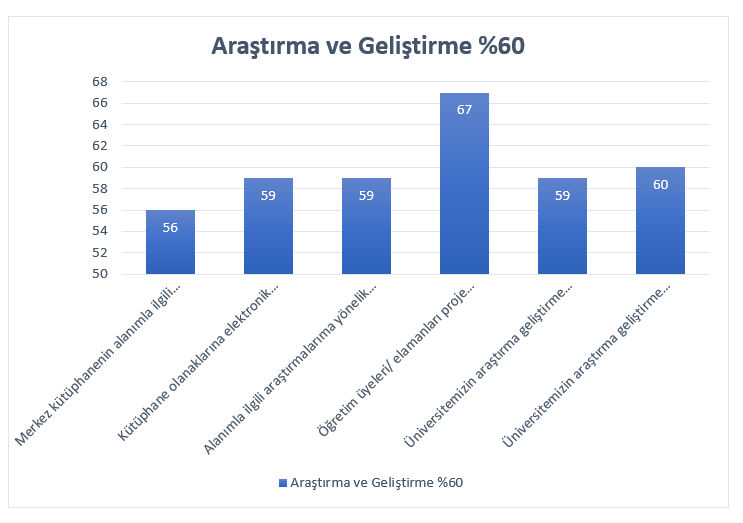 Araştırma ve Geliştirme %60
68
66
64
62
60
58
56
54
52
50
56
59
59
67
59
60
Merkez kütüphanenin alanımla ilgili...
Kütüphane olanaklarına elektronik...
Alanımla ilgili araştırmalarıma yönelik...
Öğretim üyeleri/ elamanları proje...
Üniversitemizin araştırma geliştirme...
Üniversitemizin araştırma geliştirme...
Araştırma ve Geliştirme %60